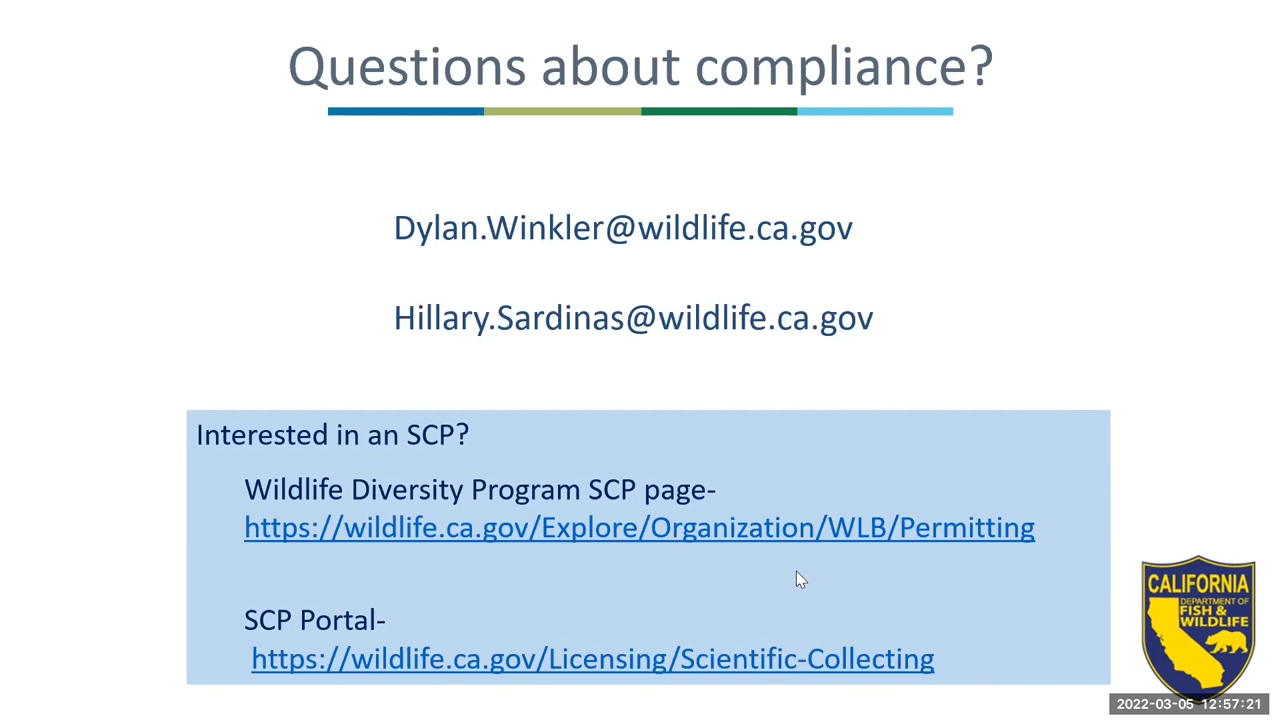 Questions about compliance?
Dylan.Winkler@wildlife.ca.gov
Hillary.Sardinas@wildlife.ca.gov
Interested in an SCP?
Wildlife Diversity Program SCP page-
https://wildlife.ca.gov/Explore/Organization/WLB/Permitting
SCP Portal-
https://wildlife.ca.gov/Licensing/Scientific-Collecting
CALIFORNIA
DEPARTMENT OF
FISH &
WILDLIFE
2022-03-05 12:57:21